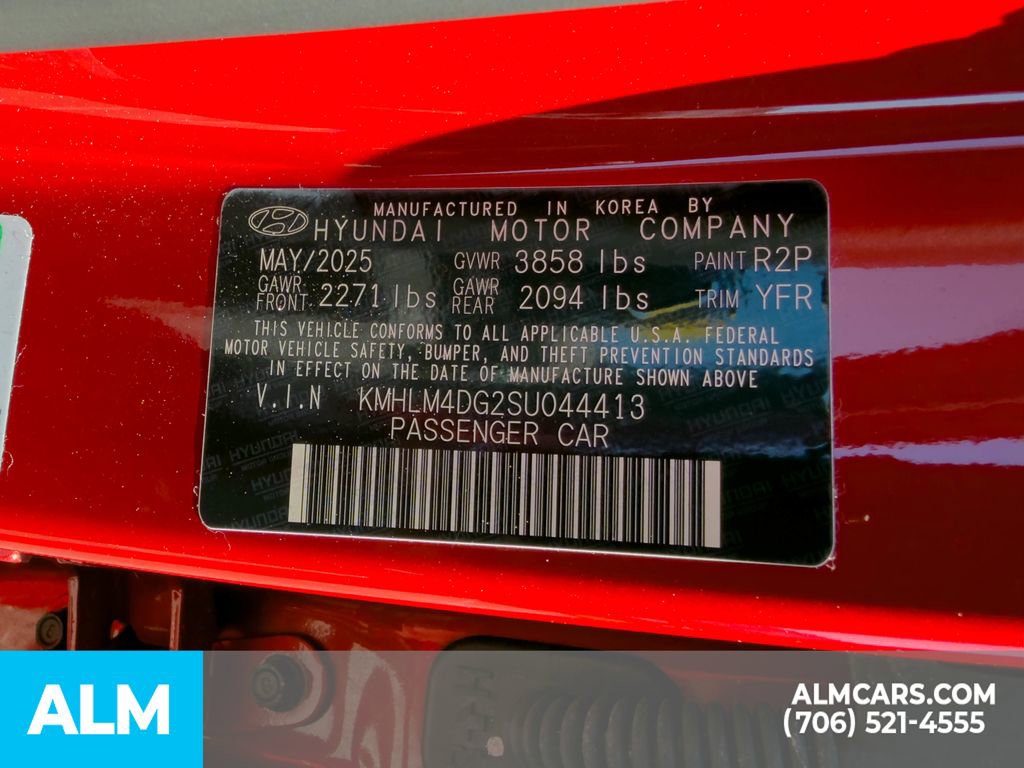 MANUFACTURED IN KOREA BY
HYUNDAI MOTOR COMPANY
MAY/2025 GVWR 3858 lbs PAINT R2P
GAWR FRONT 2271 lbs GAWR REAR 2094 lbs TRIM YFR
THIS VEHICLE CONFORMS TO ALL APPLICABLE U.S.A. FEDERAL
MOTOR VEHICLE SAFETY, BUMPER, AND THEFT PREVENTION STANDARDS
IN EFFECT ON THE DATE OF MANUFACTURE SHOWN ABOVE
V.I.N KMHLM4DG2SU044413
PASSENGER CAR
ALM
ALMCARS.COM
(706) 521-4555